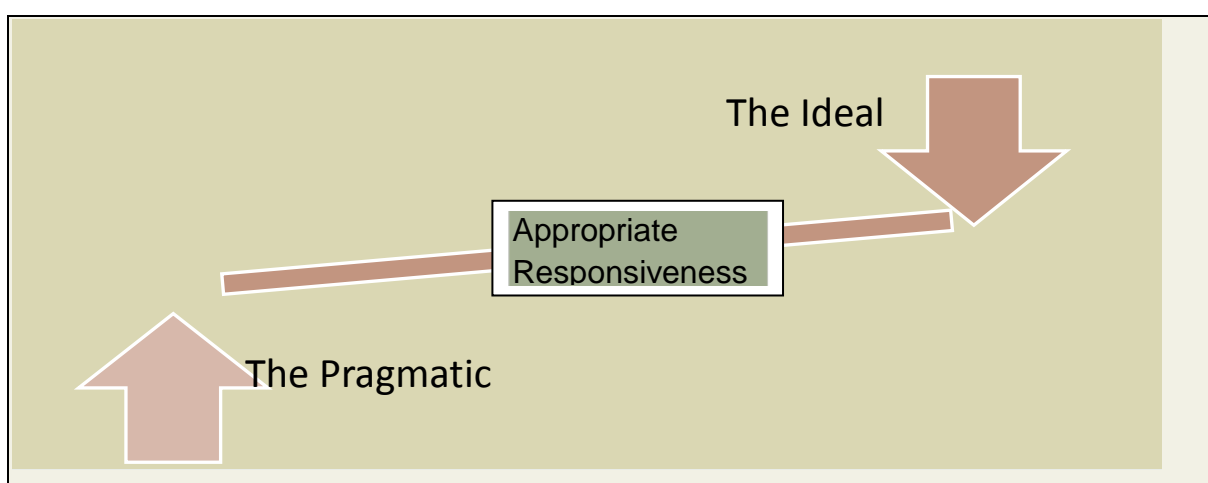 The Ideal
Appropriate
Responsiveness
The Pragmatic